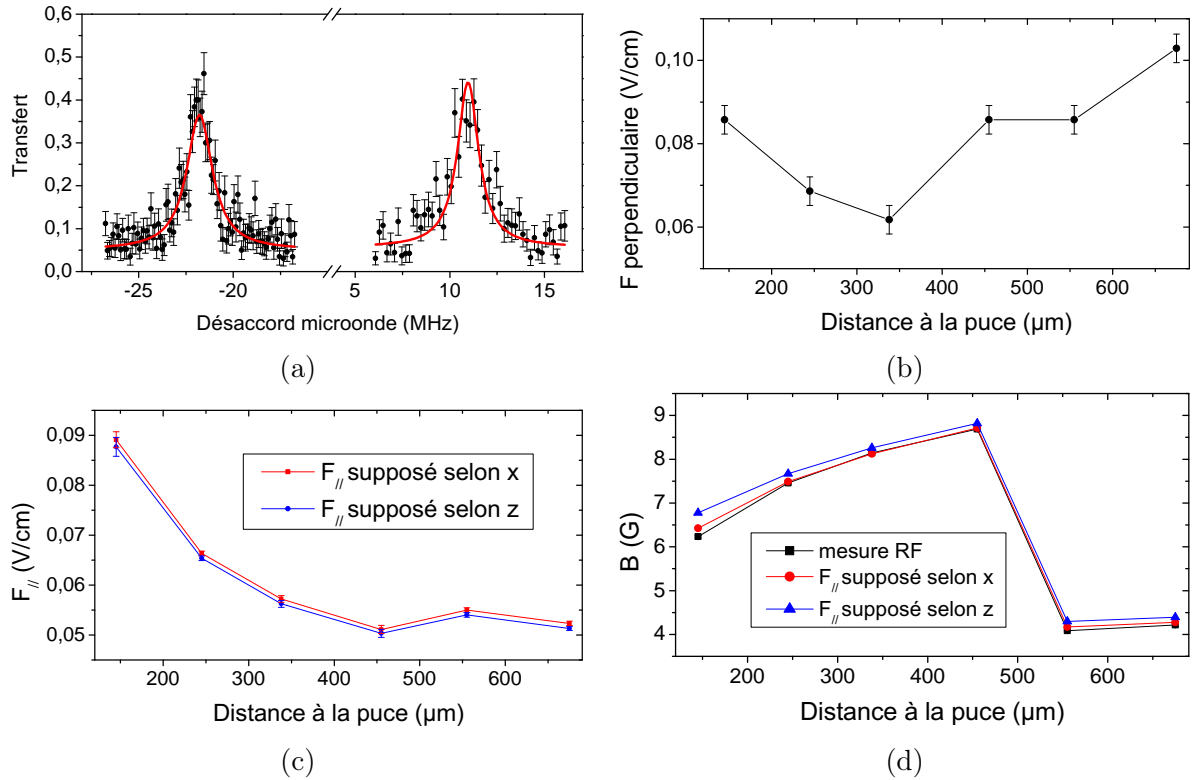 0,6
0,5
0,4
0,3
0,2
0,1
0,0
Transfert
-25
-20
5
10
15
Désaccord microonde (MHz)
(a)
0,10
0,08
0,06
F perpendiculaire (V/cm)
200
300
400
500
600
Distance à la puce (µm)
(b)
0,09
0,08
0,07
0,06
0,05
F// (V/cm)
F// supposé selon x
F// supposé selon z
200
300
400
500
600
Distance à la puce (µm)
(c)
9
8
7
6
5
4
B (G)
mesure RF
F// supposé selon x
F// supposé selon z
200
300
400
500
600
Distance à la puce (µm)
(d)